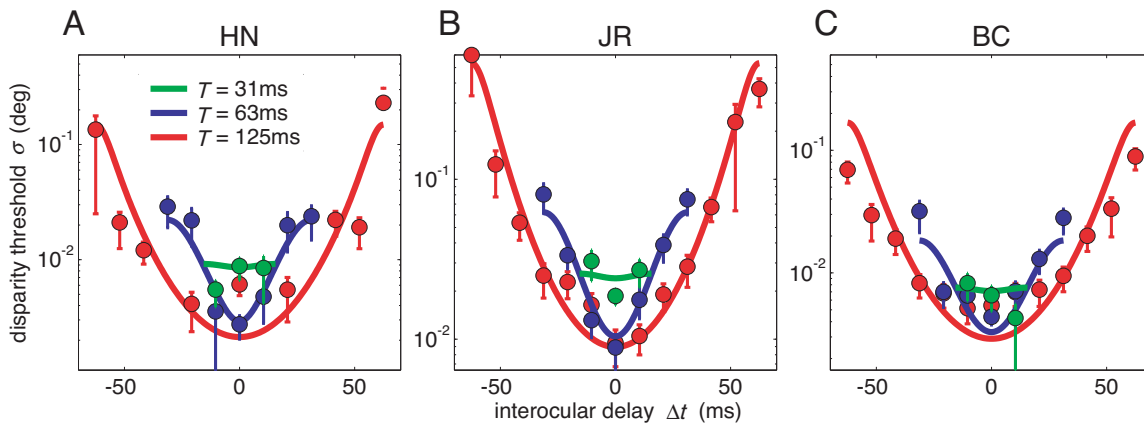 A HN
B JR
C BC
T = 31ms
T = 63ms
T = 125ms
disparity threshold σ (deg)
10⁻¹
10⁻²
10⁻¹
10⁻²
10⁻¹
10⁻²
-50 0 50
-50 0 50
-50 0 50
interocular delay Δt (ms)